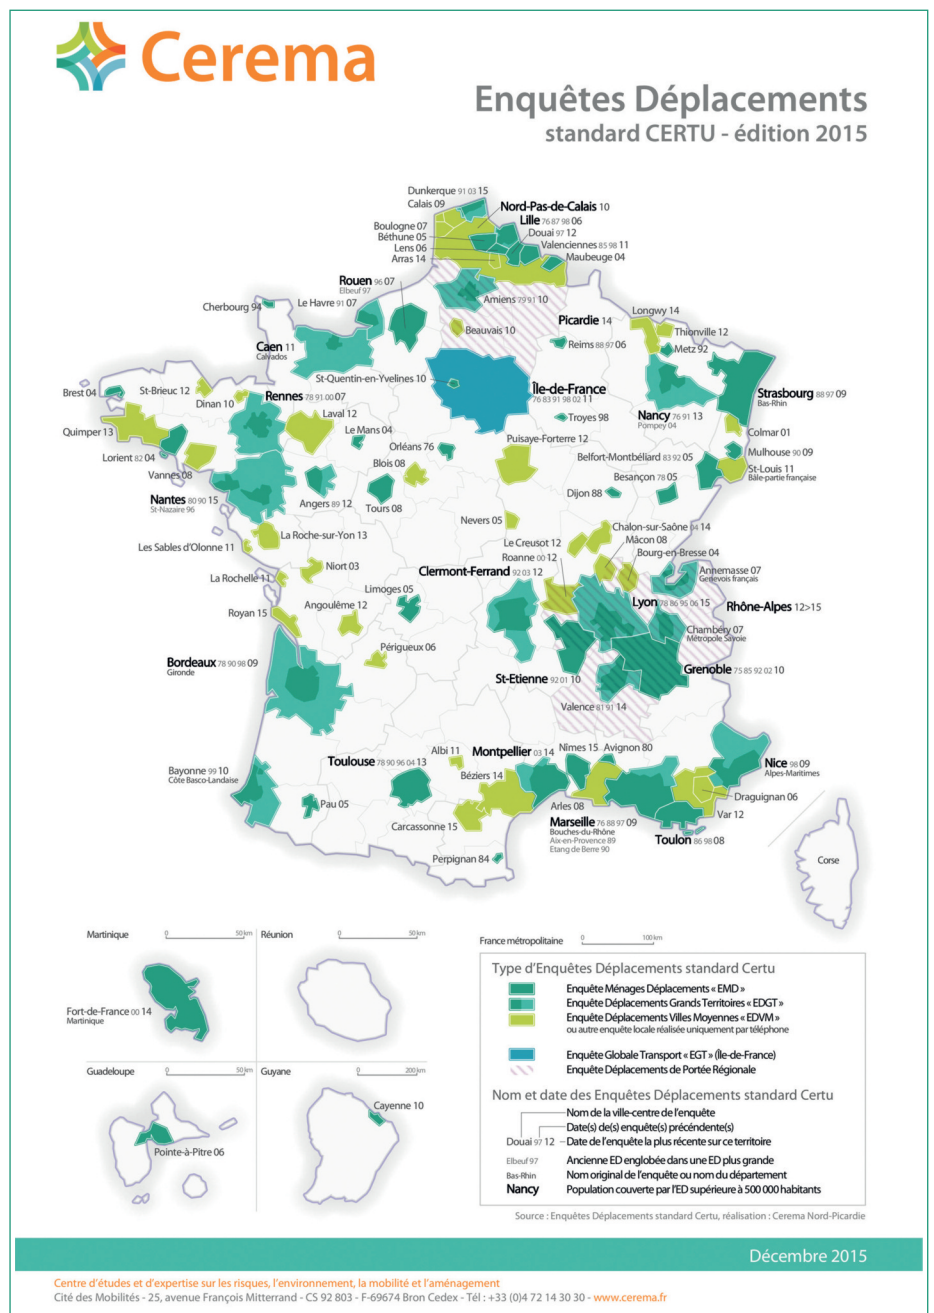 Cerema
Enquêtes Déplacements
standard CERTU - édition 2015
Dunkerque 91 03 15
Calais 09
Nord-Pas-de-Calais 10
Lille 76 87 98 06
Boulogne 07
Douai 97 12
Béthune 05
Valenciennes 85 98 11
Lens 06
Maubeuge 04
Arras 14
Rouen 96 07
Elbeuf 97
Cherbourg 94
Le Havre 91 07
Amiens 79 91 10
Picardie 14
Longwy 14
Beauvais 10
Thionville 12
Caen 11
Calvados
Reims 88 97 06
Metz 92
St-Quentin-en-Yvelines 10
Île-de-France
76 83 91 98 02 11
Brest 04
St-Brieuc 12
Rennes 78 91 00 07
Dinan 10
Strasbourg 88 97 09
Bas-Rhin
Laval 12
Troyes 98
Nancy 76 91 13
Pompey 04
Quimper 13
Le Mans 04
Colmar 01
Orléans 76
Puisaye-Forterre 12
Lorient 82 04
Belfort-Montbéliard 83 92 05
Mulhouse 90 09
Blois 08
St-Louis 11
Bâle-partie française
Vannes 08
Besançon 78 05
Nantes 80 90 15
St-Nazaire 96
Angers 89 12
Tours 08
Dijon 88
Nevers 05
Chalon-sur-Saône 04 14
La Roche-sur-Yon 13
Mâcon 08
Les Sables d'Olonne 11
Le Creusot 12
Bourg-en-Bresse 04
Roanne 00 12
Niort 03
Clermont-Ferrand 92 03 12
Annemasse 07
Genevois français
La Rochelle 11
Limoges 05
Lyon 78 86 95 06 15
Rhône-Alpes 12>15
Royan 15
Angoulême 12
Chambéry 07
Métropole Savoie
Périgueux 06
Bordeaux 78 90 98 09
Gironde
Grenoble 75 85 92 02 10
St-Etienne 92 01 10
Valence 81 91 14
Albi 11
Montpellier 03 14
Nîmes 15
Avignon 80
Toulouse 78 90 96 04 13
Nice 98 09
Alpes-Maritimes
Bayonne 99 10
Côte Basco-Landaise
Béziers 14
Pau 05
Draguignan 06
Arles 08
Var 12
Carcassonne 15
Marseille 76 88 97 09
Bouches-du-Rhône
Aix-en-Provence 89
Etang de Berre 90
Toulon 86 98 08
Perpignan 84
Corse
Martinique
0 50 km
Réunion
0 50 km
France métropolitaine
0 100 km
Fort-de-France 00 14
Martinique
Guadeloupe
0 50 km
Guyane
0 200 km
Cayenne 10
Pointe-à-Pitre 06
Type d'Enquêtes Déplacements standard Certu
Enquête Ménages Déplacements « EMD »
Enquête Déplacements Grands Territoires « EDGT »
Enquête Déplacements Villes Moyennes « EDVM »
ou autre enquête locale réalisée uniquement par téléphone
Enquête Globale Transport « EGT » (Île-de-France)
Enquête Déplacements de Portée Régionale
Nom et date des Enquêtes Déplacements standard Certu
Nom de la ville-centre de l'enquête
Date(s) de(s) enquête(s) précédente(s)
Douai 97 12 Date de l'enquête la plus récente sur ce territoire
Elbeuf 97 Ancienne ED englobée dans une ED plus grande
Bas-Rhin Nom original de l'enquête ou nom du département
Nancy Population couverte par l'ED supérieure à 500 000 habitants
Source : Enquêtes Déplacements standard Certu, réalisation : Cerema Nord-Picardie
Décembre 2015
Centre d'études et d'expertise sur les risques, l'environnement, la mobilité et l'aménagement
Cité des Mobilités - 25, avenue François Mitterrand - CS 92 803 - F-69674 Bron Cedex - Tél : +33 (0)4 72 14 30 30 - www.cerema.fr